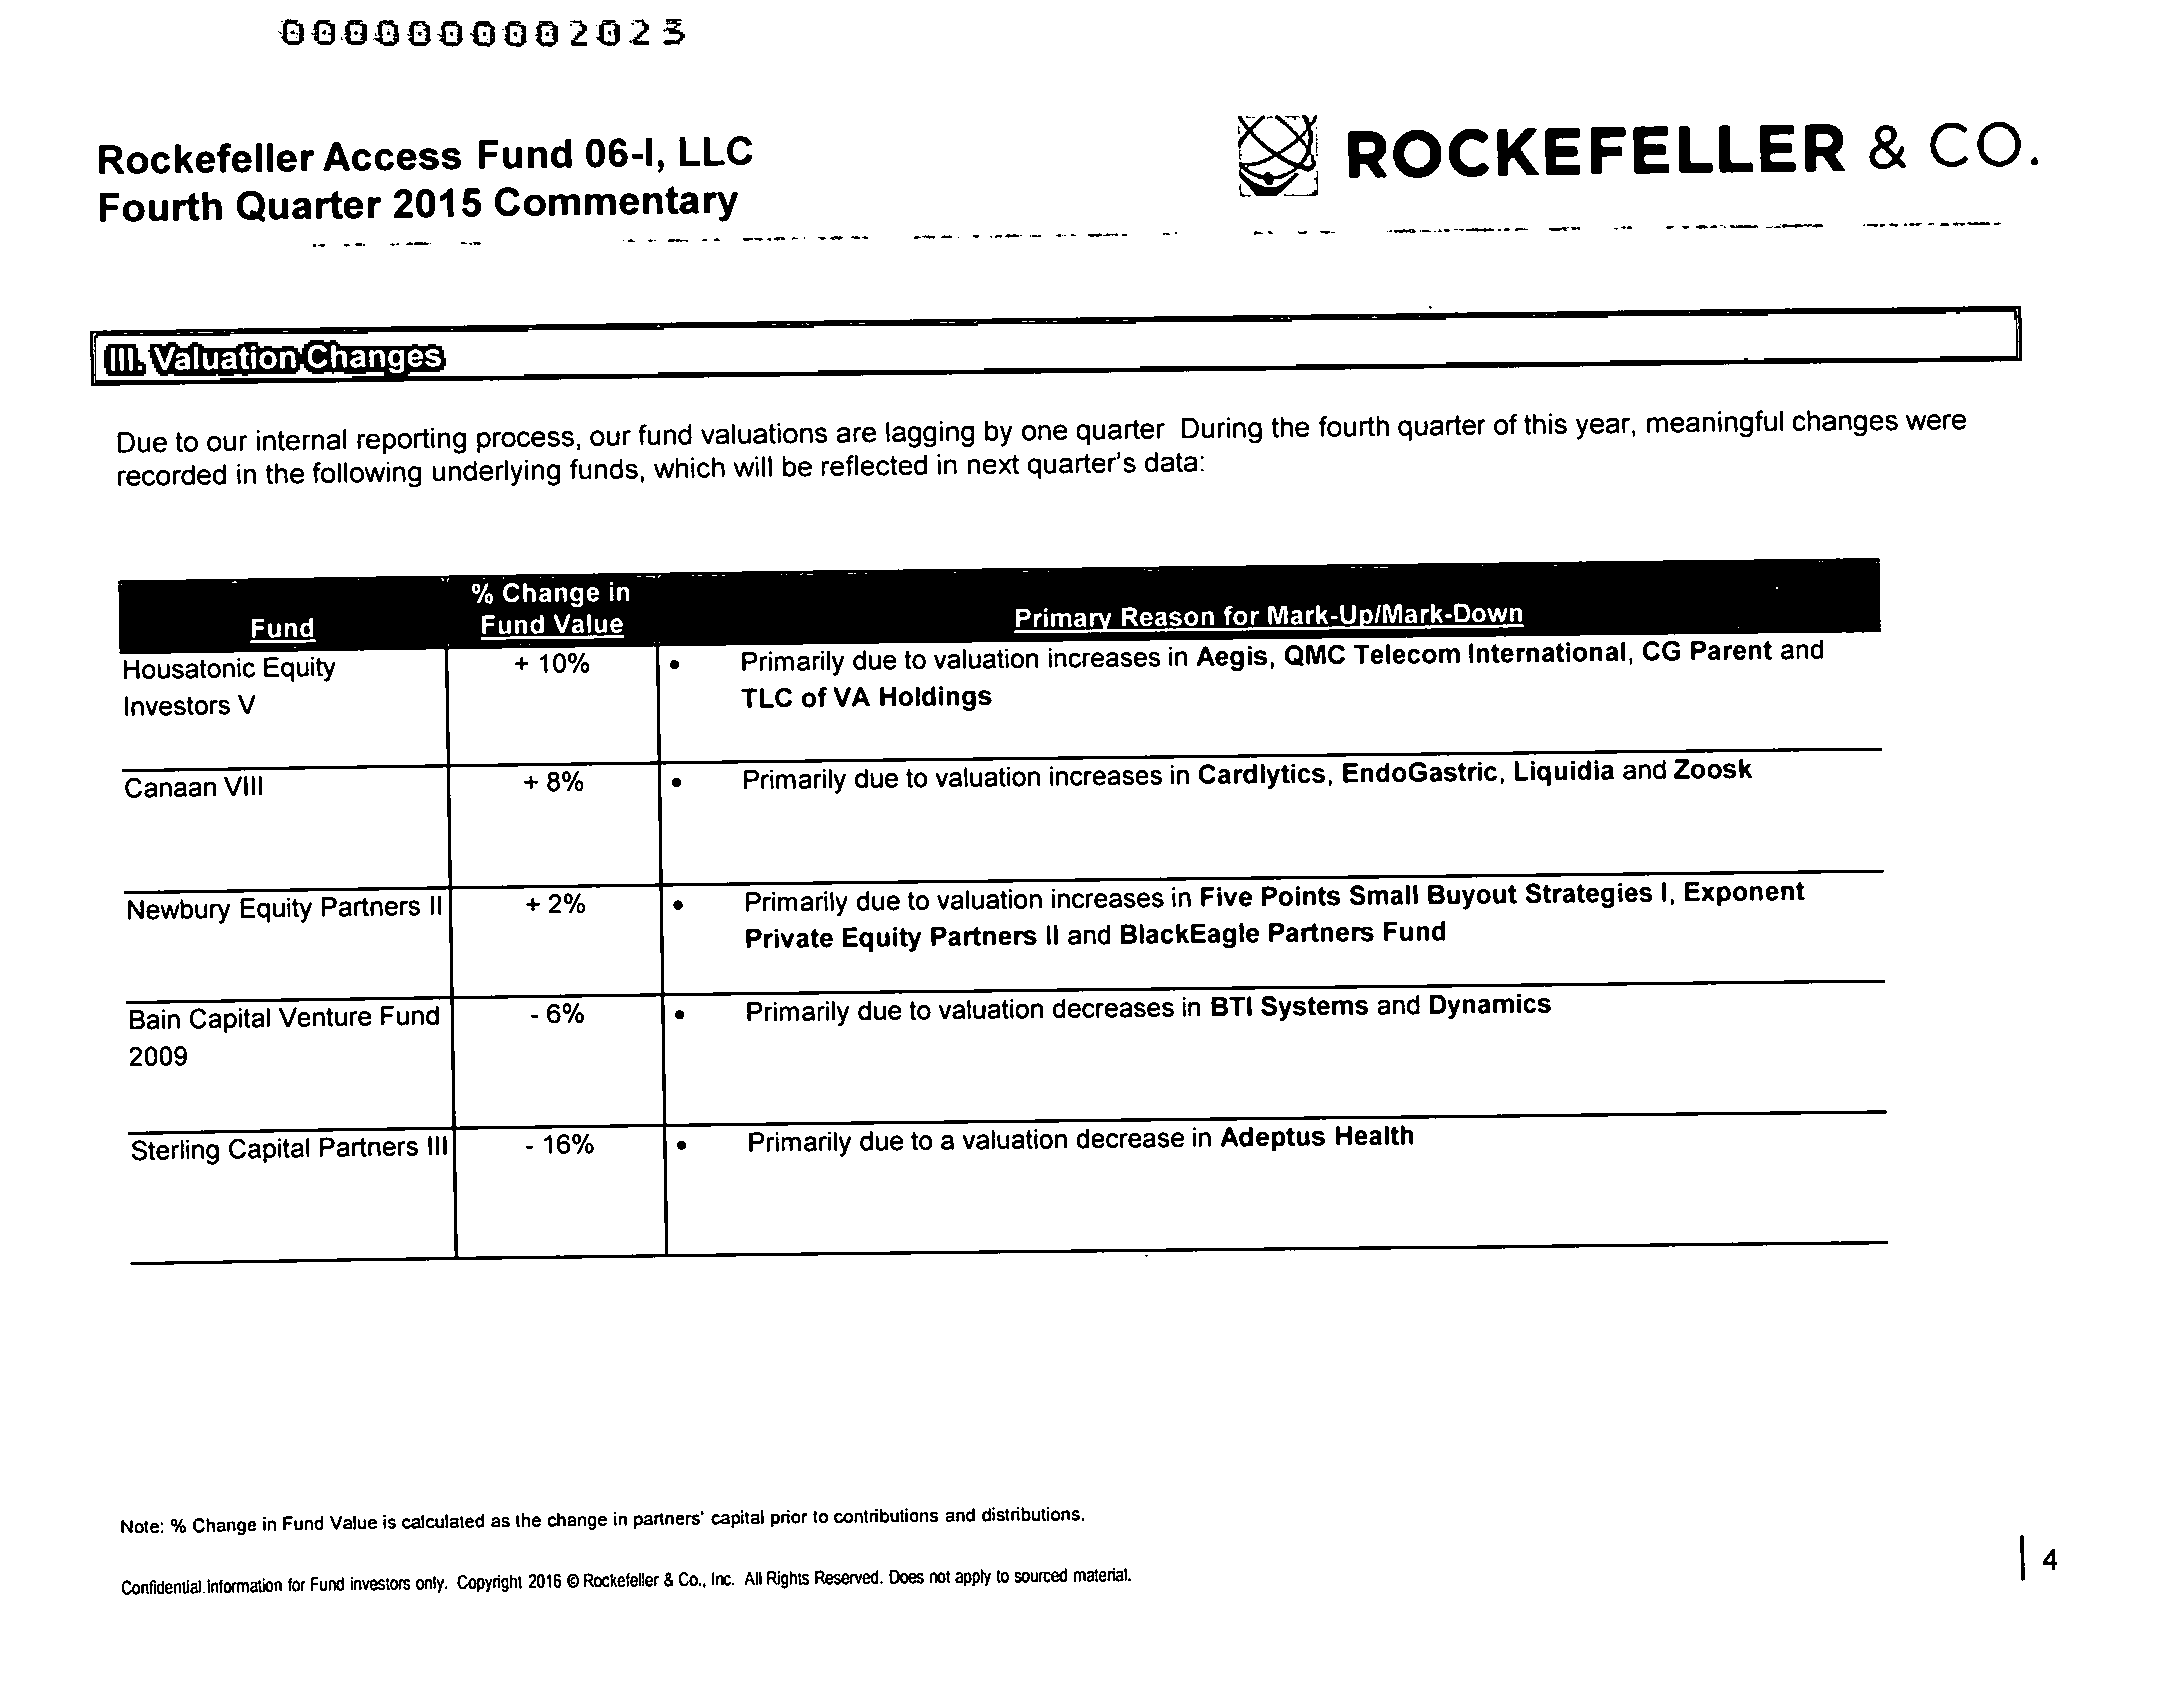 000000002023
Rockefeller Access Fund 06-I, LLC
Fourth Quarter 2015 Commentary
ROCKEFELLER & CO.
III. Valuation Changes
Due to our internal reporting process, our fund valuations are lagging by one quarter During the fourth quarter of this year, meaningful changes were
recorded in the following underlying funds, which will be reflected in next quarter's data:
Fund
% Change in
Fund Value
Primary Reason for Mark-Up/Mark-Down
Housatonic Equity
Investors V
+ 10%
• Primarily due to valuation increases in Aegis, QMC Telecom International, CG Parent and
TLC of VA Holdings
Canaan VIII
+ 8%
• Primarily due to valuation increases in Cardlytics, EndoGastric, Liquidia and Zoosk
Newbury Equity Partners II
+ 2%
• Primarily due to valuation increases in Five Points Small Buyout Strategies I, Exponent
Private Equity Partners II and BlackEagle Partners Fund
Bain Capital Venture Fund
2009
- 6%
• Primarily due to valuation decreases in BTI Systems and Dynamics
Sterling Capital Partners III
- 16%
• Primarily due to a valuation decrease in Adeptus Health
Note: % Change in Fund Value is calculated as the change in partners' capital prior to contributions and distributions.
Confidential. Information for Fund investors only. Copyright 2016 © Rockefeller & Co., Inc. All Rights Reserved. Does not apply to sourced material.
4